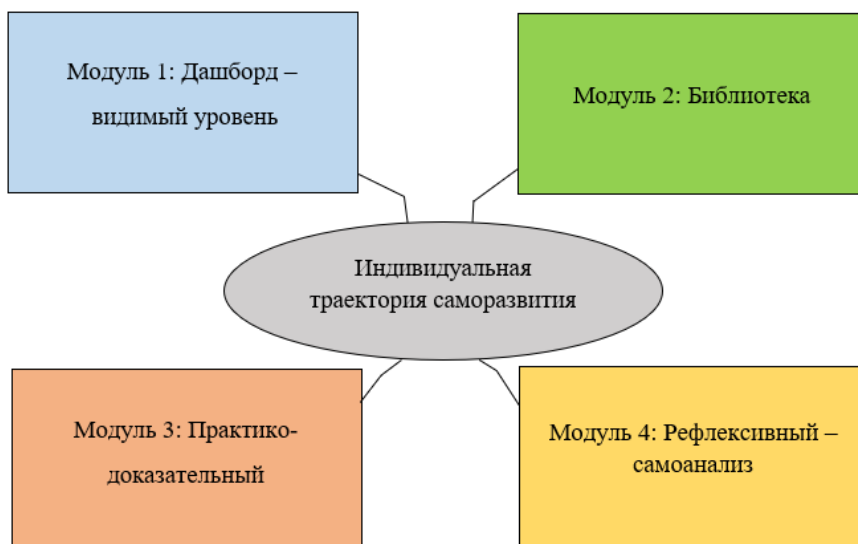 Модуль 1: Дашборд –
видимый уровень
Модуль 2: Библиотека
Индивидуальная
траектория саморазвития
Модуль 3: Практико-
доказательный
Модуль 4: Рефлексивный –
самоанализ